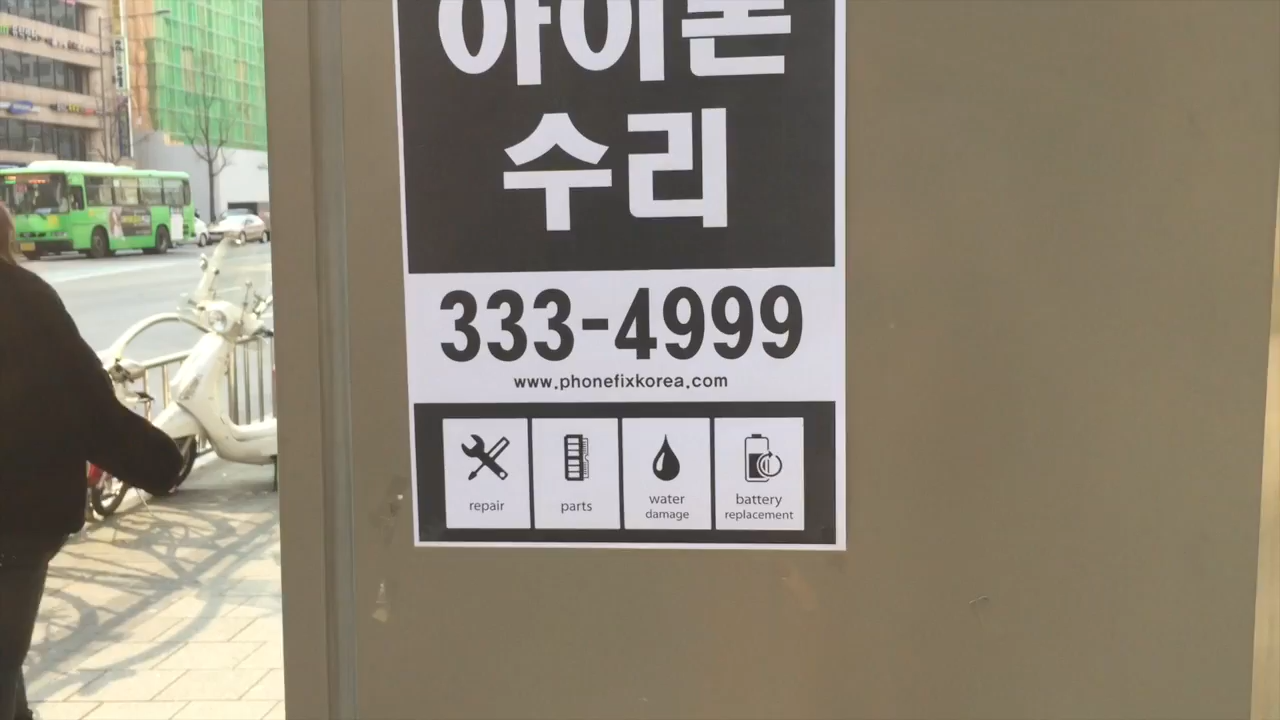 아이폰
수리
333-4999
www.phonefixkorea.com
repair
parts
water
damage
battery
replacement